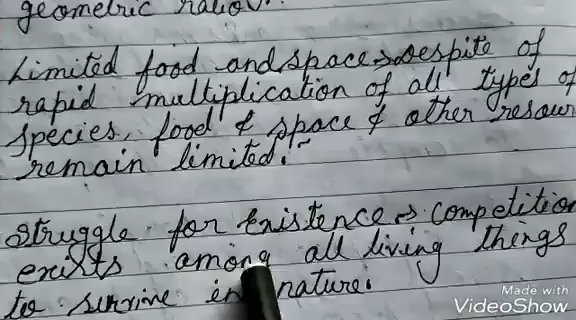 geometric ratio.
Limited food and space → Despite of
rapid multiplication of all types of
species, food & space & other resour
remain limited.
Struggle for Existence → competition
exists among all living things
to survive in nature.
Made with
VideoShow